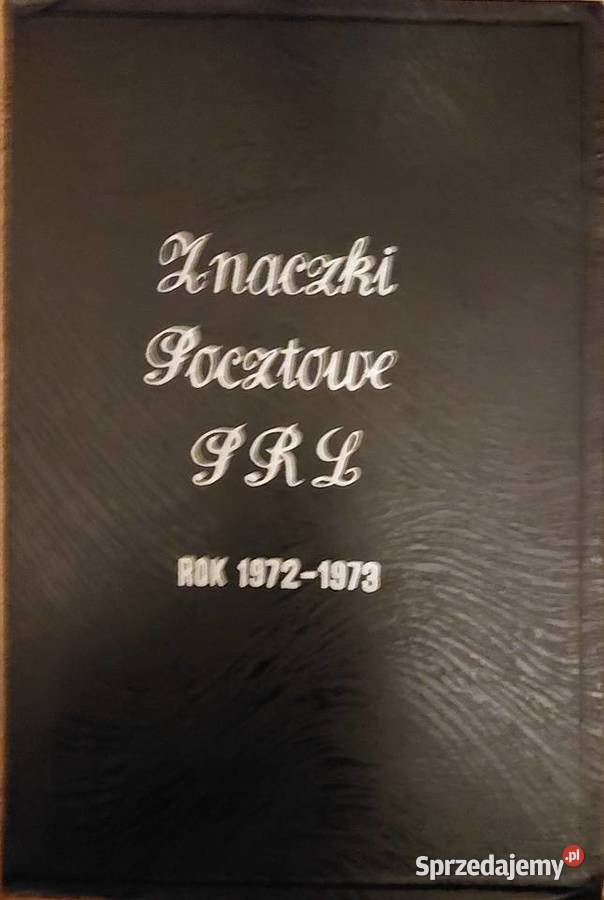 Znaczki
Pocztowe
PRL
ROK 1972-1973
Sprzedajemy.pl